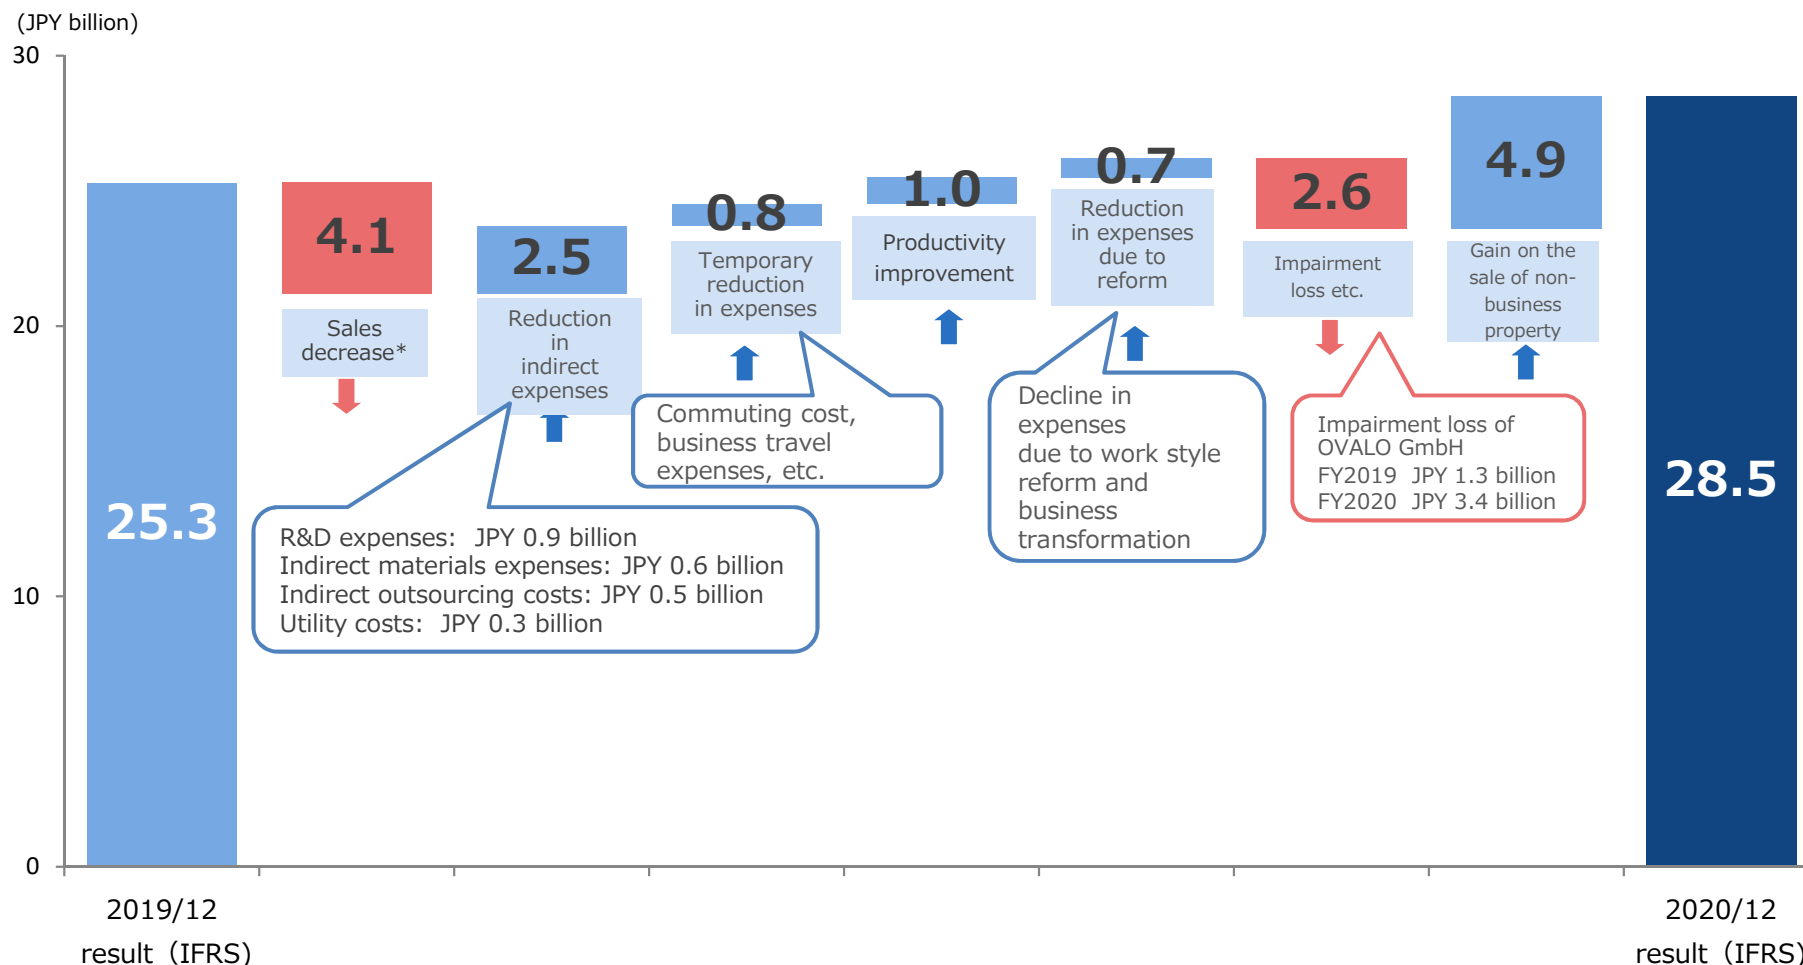 (JPY billion)
30
20
10
0
25.3
4.1
Sales
decrease*
2.5
Reduction
in
indirect
expenses
R&D expenses: JPY 0.9 billion
Indirect materials expenses: JPY 0.6 billion
Indirect outsourcing costs: JPY 0.5 billion
Utility costs: JPY 0.3 billion
0.8
Temporary
reduction
in expenses
Commuting cost,
business travel
expenses, etc.
1.0
Productivity
improvement
0.7
Reduction
in expenses
due to
reform
Decline in
expenses
due to work style
reform and
business
transformation
2.6
Impairment
loss etc.
Impairment loss of
OVALO GmbH
FY2019 JPY 1.3 billion
FY2020 JPY 3.4 billion
4.9
Gain on the
sale of non-
business
property
28.5
2019/12
result（IFRS)
2020/12
result（IFRS)